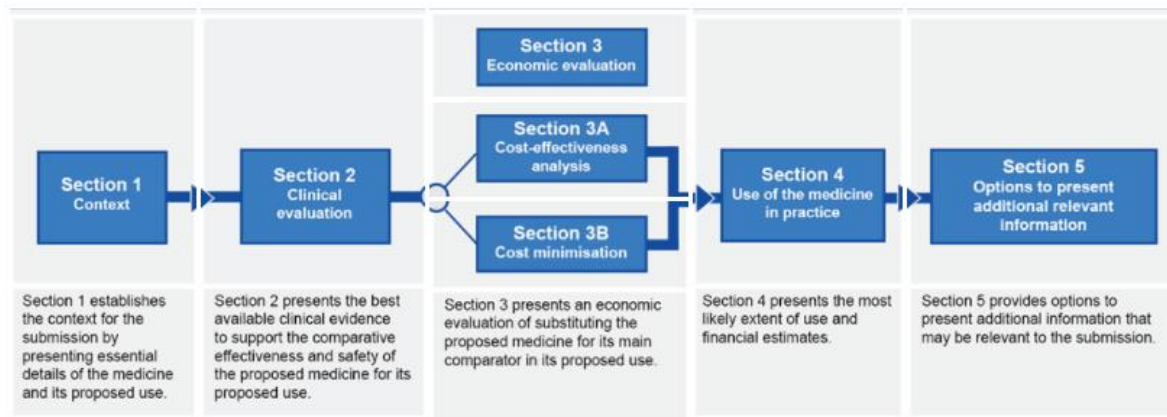 Section 3
Economic evaluation
Section 1
Context
Section 2
Clinical
evaluation
Section 3A
Cost-effectiveness
analysis
Section 3B
Cost minimisation
Section 4
Use of the medicine
in practice
Section 5
Options to present
additional relevant
information
Section 1 establishes
the context for the
submission by
presenting essential
details of the medicine
and its proposed use.
Section 2 presents the best
available clinical evidence
to support the comparative
effectiveness and safety of
the proposed medicine for its
proposed use.
Section 3 presents an economic
evaluation of substituting the
proposed medicine for its main
comparator in its proposed use.
Section 4 presents the most
likely extent of use and
financial estimates.
Section 5 provides options to
present additional information that
may be relevant to the submission.